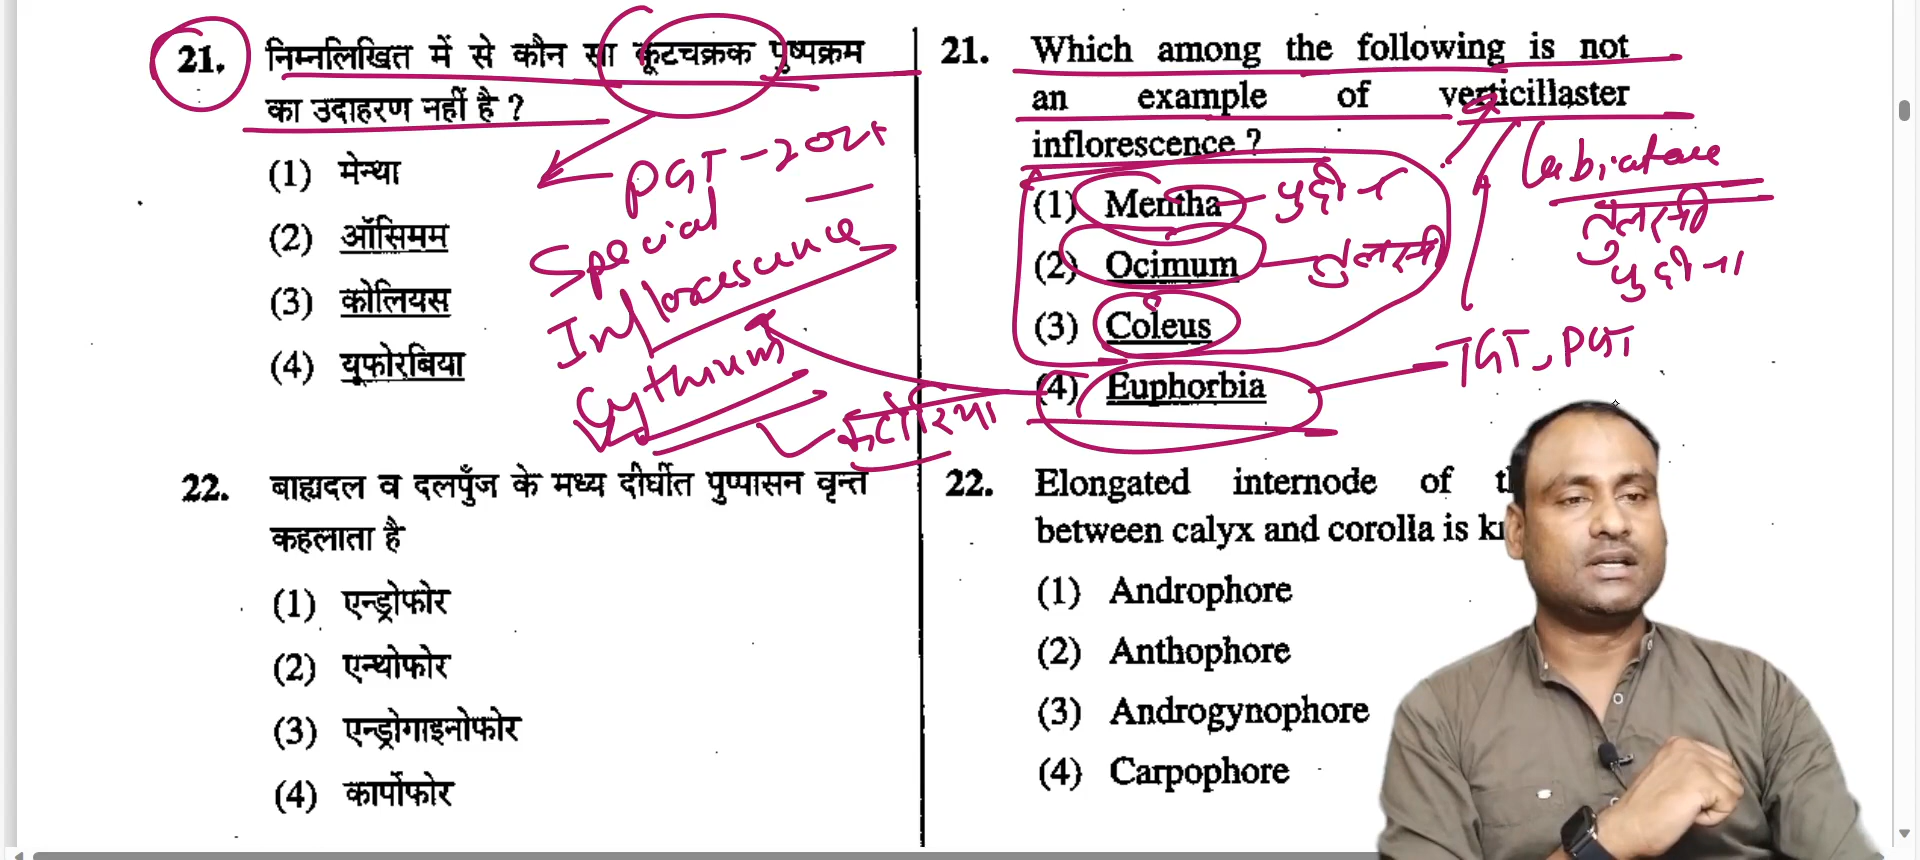 21. निम्नलिखित में से कौन सा कूटचक्रक पुष्पक्रम
का उदाहरण नहीं है ?
(1) मेन्था
(2) ऑसिमम
(3) कोलियस
(4) यूफोरबिया
PGT-2021
Special
Inflorescence
Cythium
कटोरिया
22. बाह्यदल व दलपुँज के मध्य दीर्घीत पुष्पासन वृन्त
कहलाता है
(1) एन्ड्रोफोर
(2) एन्थोफोर
(3) एन्ड्रोगाइनोफोर
(4) कार्पोफोर
21. Which among the following is not
an example of verticillaster
inflorescence ?
(1) Mentha
पुदीना
(2) Ocimum
तुलसी
(3) Coleus
(4) Euphorbia
TGT, PGT
Labiatae
तुलसी
पुदीना
22. Elongated internode of
between calyx and corolla is
(1) Androphore
(2) Anthophore
(3) Androgynophore
(4) Carpophore